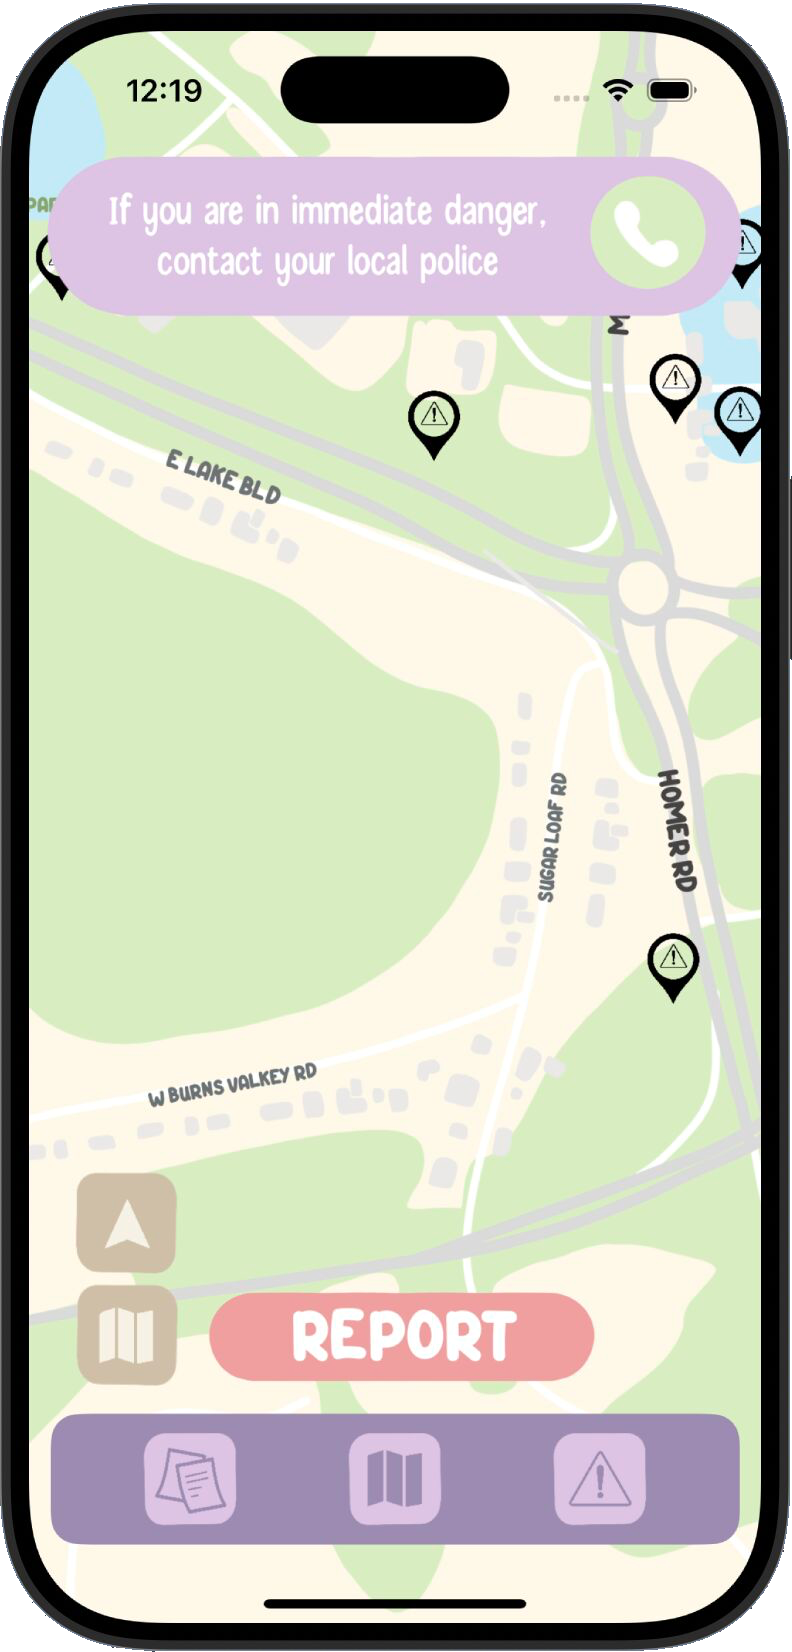 12:19
PAR
If you are in immediate danger,
contact your local police
M
E LAKE BLD
SUGAR LOAF RD
HOMER RD
W BURNS VALKEY RD
REPORT